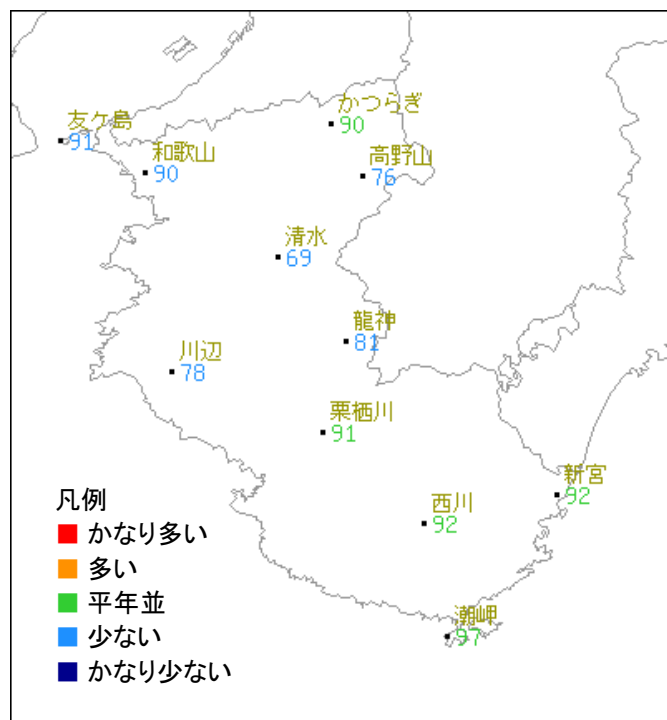 かつらぎ
90
友ケ島
91
和歌山
90
高野山
76
清水
69
龍神
81
川辺
78
栗栖川
91
新宮
92
西川
92
潮岬
97
凡例
かなり多い
多い
平年並
少ない
かなり少ない